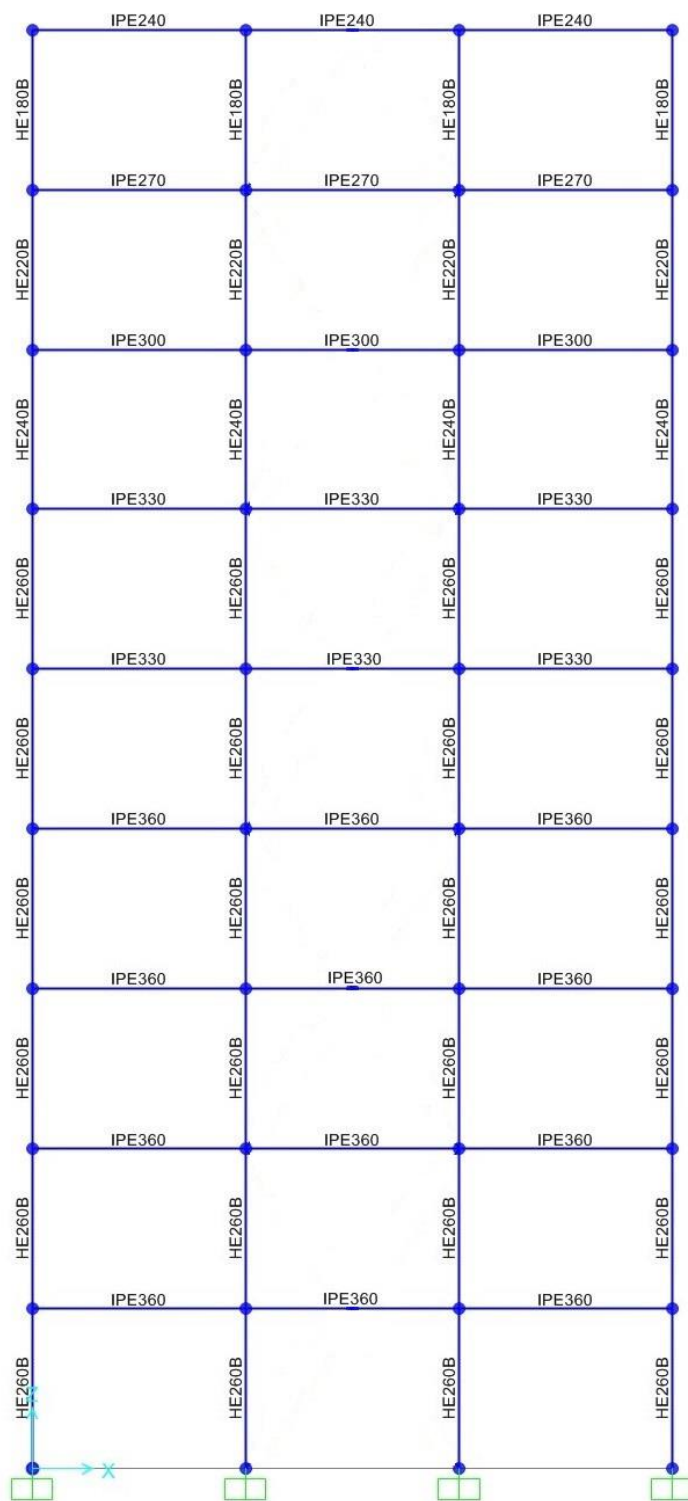 IPE240 IPE240 IPE240
HE180B HE180B HE180B HE180B
IPE270 IPE270 IPE270
HE220B HE220B HE220B HE220B
IPE300 IPE300 IPE300
HE240B HE240B HE240B HE240B
IPE330 IPE330 IPE330
HE260B HE260B HE260B HE260B
IPE330 IPE330 IPE330
HE260B HE260B HE260B HE260B
IPE360 IPE360 IPE360
HE260B HE260B HE260B HE260B
IPE360 IPE360 IPE360
HE260B HE260B HE260B HE260B
IPE360 IPE360 IPE360
HE260B HE260B HE260B HE260B
IPE360 IPE360 IPE360
HE260B HE260B HE260B HE260B
Z
X